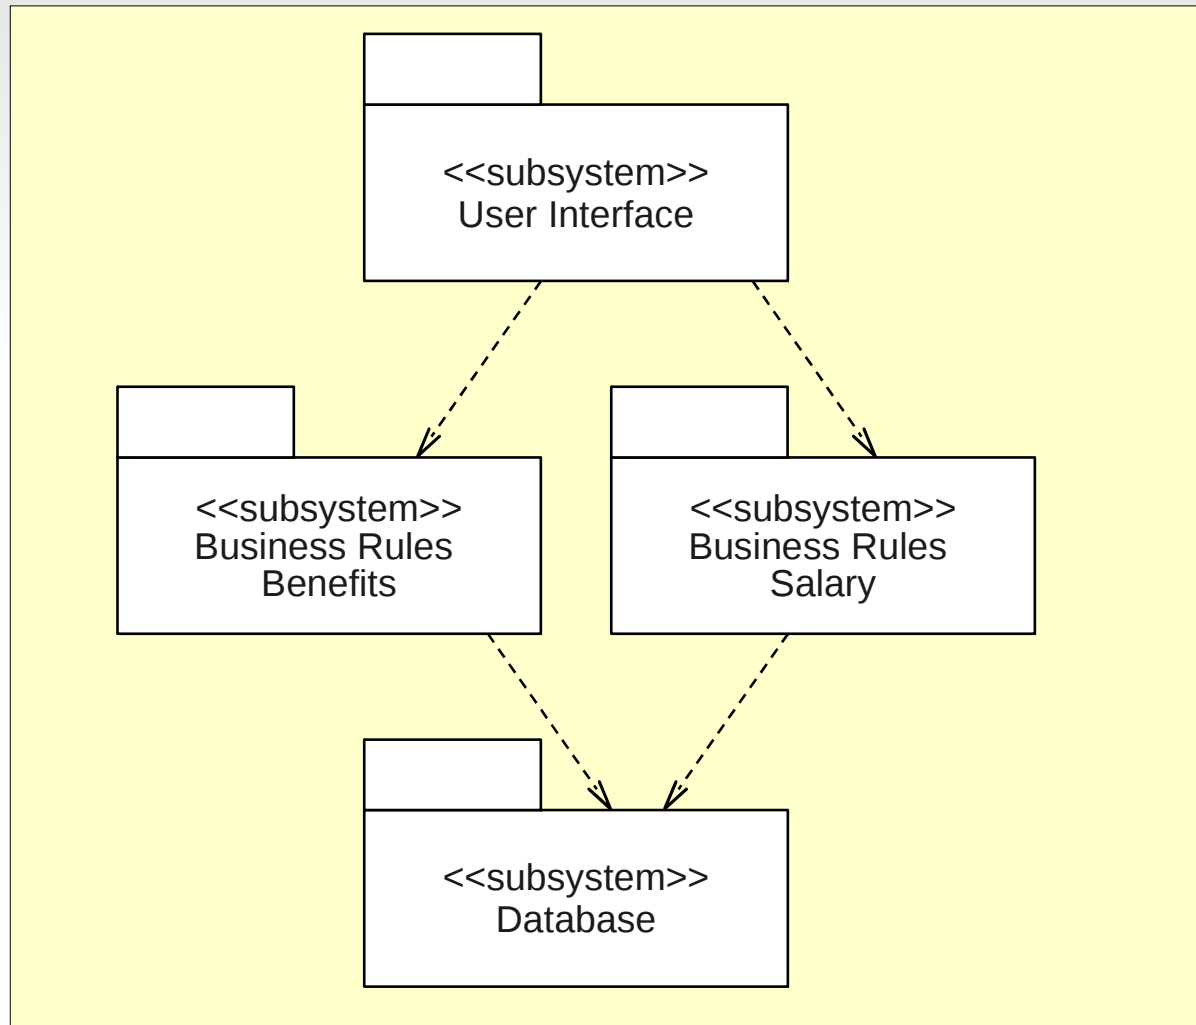 <<subsystem>>
User Interface
<<subsystem>>
Business Rules
Benefits
<<subsystem>>
Business Rules
Salary
<<subsystem>>
Database